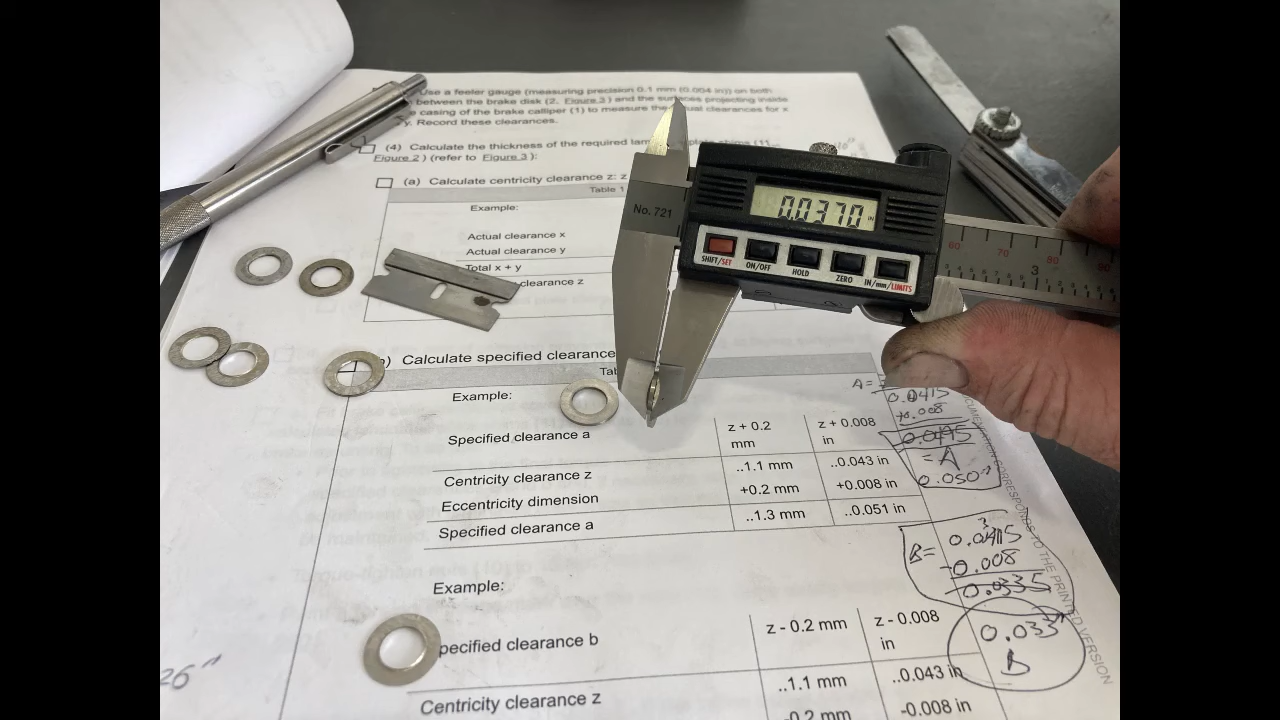 Use a feeler gauge (measuring precision 0.1 mm (0.004 in)) on both
between the brake disk (2, Figure 3) and the surfaces projecting inside
casing of the brake calliper (1) to measure the actual clearances for x
y. Record these clearances.
(4) Calculate the thickness of the required
Figure 2) (refer to Figure 3):
(a) Calculate centricity clearance z: z
Table 1
Example:
Actual clearance x
Actual clearance y
Total x + y
clearance z
No. 721
0.0370 IN
SHIFT/SET ON/OFF HOLD ZERO IN/mm/LIMITS
60 70 80 90
3
) Calculate specified clearance
Example:
Specified clearance a z + 0.2 mm z + 0.008 in
Centricity clearance z ..1.1 mm ..0.043 in
Eccentricity dimension +0.2 mm +0.008 in
Specified clearance a ..1.3 mm ..0.051 in
A=
0.0415
+0.008
0.0495
= A
0.050"
B= 0.0415
-0.008
0.0335
0.033"
B
Example:
pecified clearance b z - 0.2 mm z - 0.008 in
Centricity clearance z ..1.1 mm ..0.043 in
-0.2 mm -0.008 in
26"
CORRESPONDS TO THE PRINTED VERSION